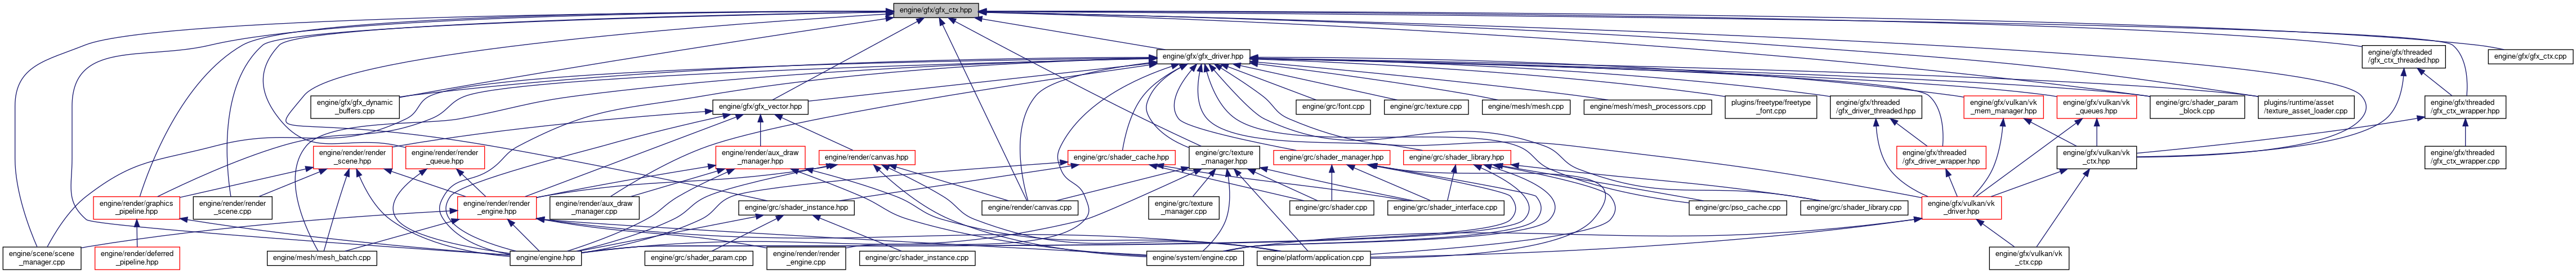 engine/gfx/gfx_ctx.hpp
engine/gfx/gfx_driver.hpp
engine/gfx/threaded
/gfx_ctx_threaded.hpp
engine/gfx/gfx_ctx.cpp
engine/gfx/gfx_dynamic
_buffers.cpp
engine/gfx/gfx_vector.hpp
engine/grc/font.cpp
engine/grc/texture.cpp
engine/mesh/mesh.cpp
engine/mesh/mesh_processors.cpp
plugins/freetype/freetype
_font.cpp
engine/gfx/threaded
/gfx_driver_threaded.hpp
engine/gfx/vulkan/vk
_mem_manager.hpp
engine/gfx/vulkan/vk
_queues.hpp
engine/grc/shader_param
_block.cpp
plugins/runtime/asset
/texture_asset_loader.cpp
engine/gfx/threaded
/gfx_ctx_wrapper.hpp
engine/render/render
_scene.hpp
engine/render/render
_queue.hpp
engine/render/aux_draw
_manager.hpp
engine/render/canvas.hpp
engine/grc/shader_cache.hpp
engine/grc/texture
_manager.hpp
engine/grc/shader_manager.hpp
engine/grc/shader_library.hpp
engine/gfx/threaded
/gfx_driver_wrapper.hpp
engine/gfx/vulkan/vk
_ctx.hpp
engine/gfx/threaded
/gfx_ctx_wrapper.cpp
engine/render/graphics
_pipeline.hpp
engine/render/render
_scene.cpp
engine/render/render
_engine.hpp
engine/render/aux_draw
_manager.cpp
engine/grc/shader_instance.hpp
engine/render/canvas.cpp
engine/grc/texture
_manager.cpp
engine/grc/shader.cpp
engine/grc/shader_interface.cpp
engine/grc/pso_cache.cpp
engine/grc/shader_library.cpp
engine/gfx/vulkan/vk
_driver.hpp
engine/scene/scene
_manager.cpp
engine/render/deferred
_pipeline.hpp
engine/mesh/mesh_batch.cpp
engine/engine.hpp
engine/grc/shader_param.cpp
engine/render/render
_engine.cpp
engine/grc/shader_instance.cpp
engine/system/engine.cpp
engine/platform/application.cpp
engine/gfx/vulkan/vk
_ctx.cpp